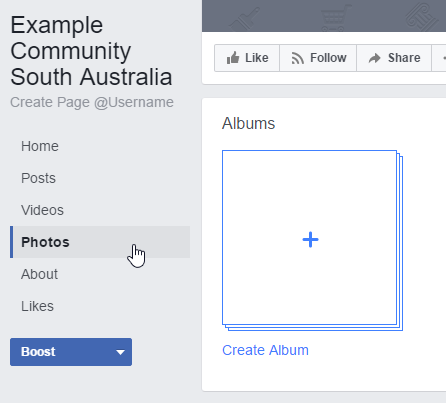 Example
Community
South Australia
Create Page @Username
Home
Posts
Videos
Photos
About
Likes
Boost
Like
Follow
Share
Albums
Create Album